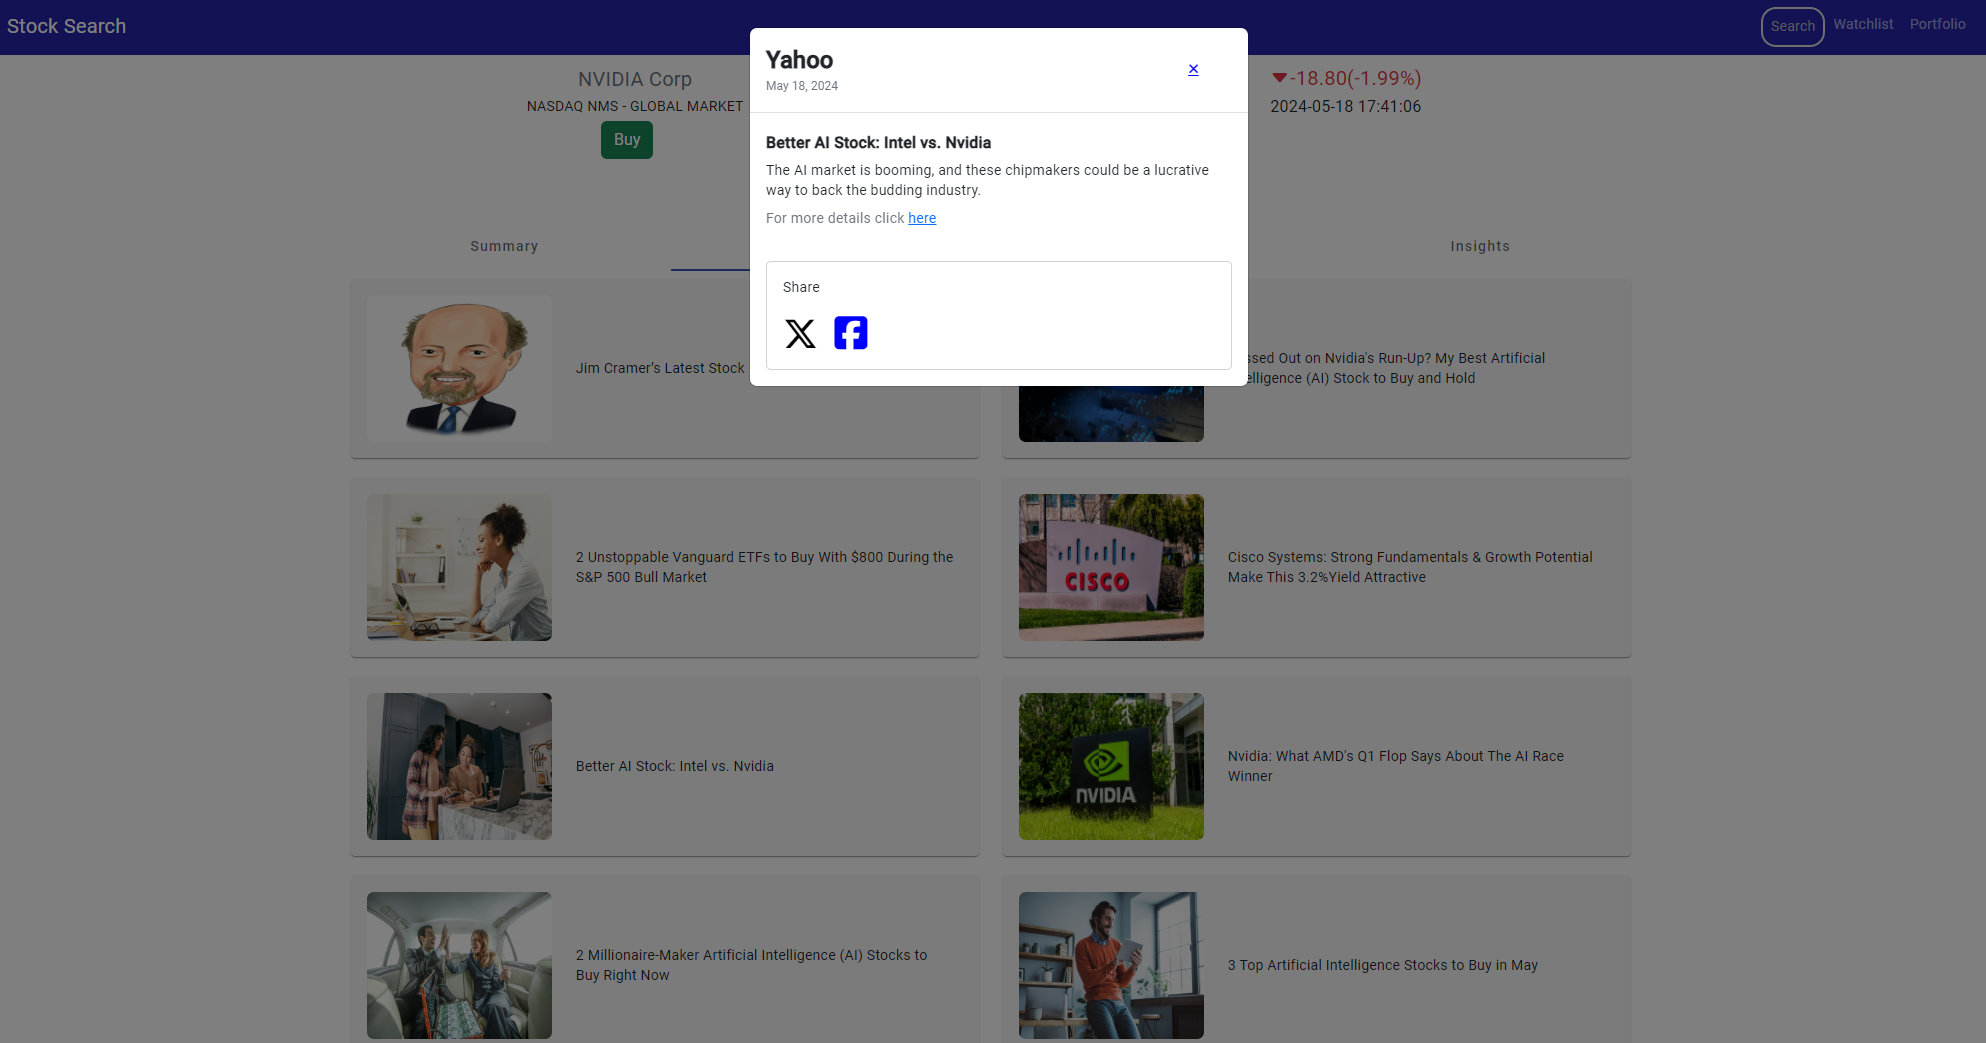 Stock Search
Search
Watchlist
Portfolio
NVIDIA Corp
NASDAQ NMS - GLOBAL MARKET
Buy
-18.80(-1.99%)
2024-05-18 17:41:06
Yahoo
May 18, 2024
×
Better AI Stock: Intel vs. Nvidia
The AI market is booming, and these chipmakers could be a lucrative
way to back the budding industry.
For more details click here
Share
Summary
Insights
Jim Cramer's Latest Stock
Out on Nvidia's Run-Up? My Best Artificial
(AI) Stock to Buy and Hold
2 Unstoppable Vanguard ETFs to Buy With $800 During the
S&P 500 Bull Market
CISCO
Cisco Systems: Strong Fundamentals & Growth Potential
Make This 3.2%Yield Attractive
Better AI Stock: Intel vs. Nvidia
NVIDIA
Nvidia: What AMD's Q1 Flop Says About The AI Race
Winner
2 Millionaire-Maker Artificial Intelligence (AI) Stocks to
Buy Right Now
3 Top Artificial Intelligence Stocks to Buy in May